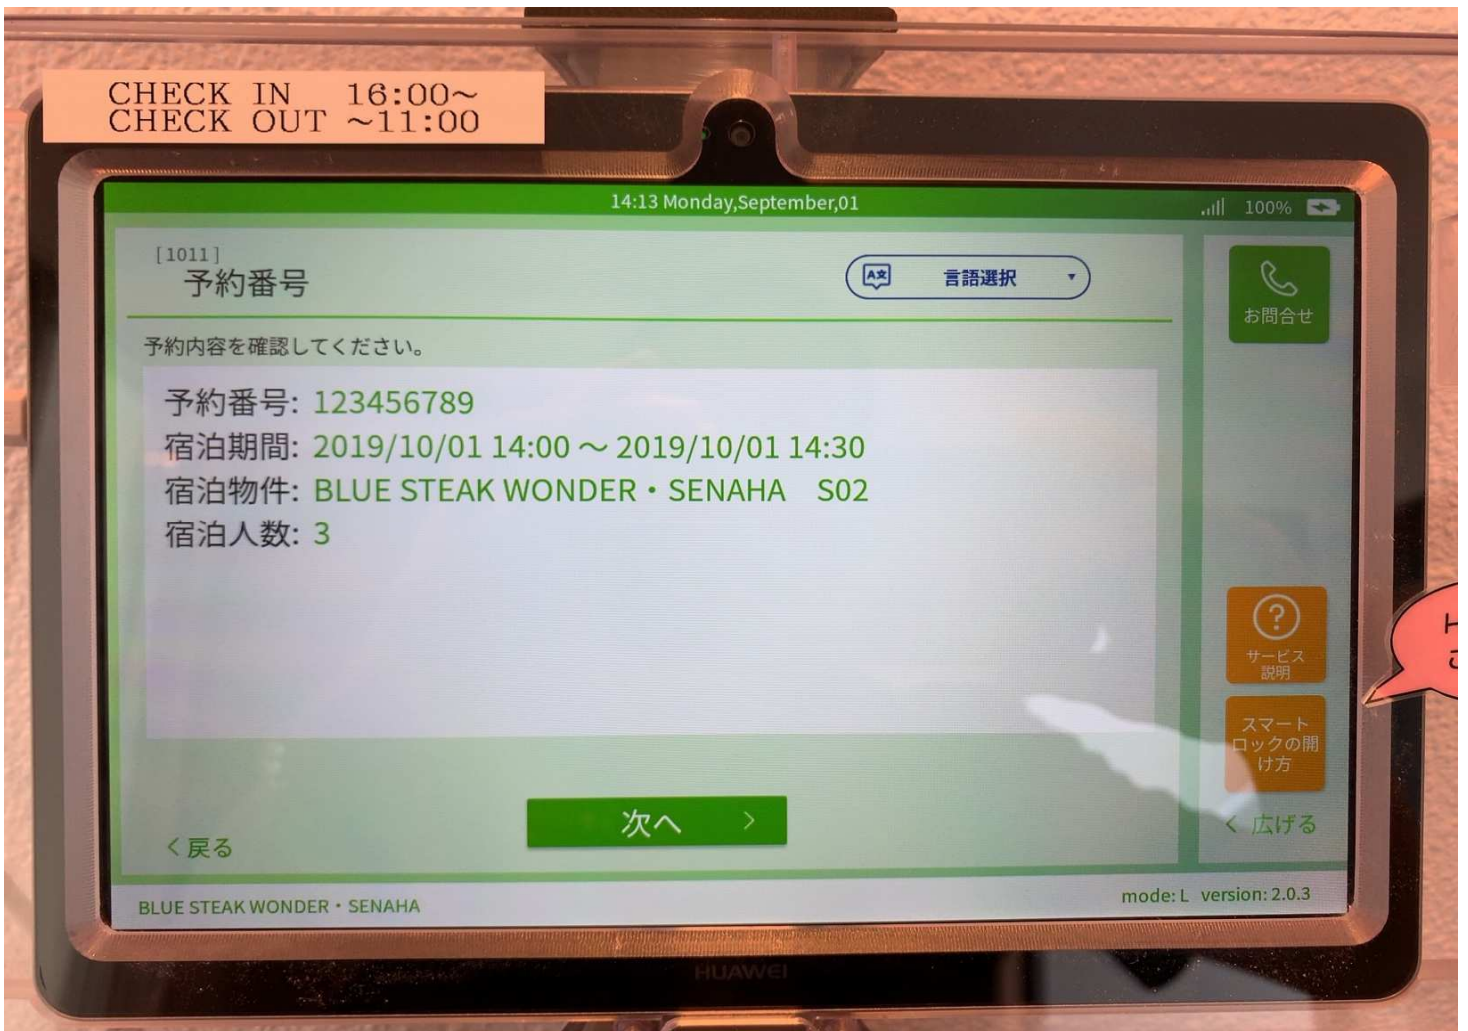 CHECK IN 16:00~
CHECK OUT ~11:00
14:13 Monday,September,01
100%
[1011]
予約番号
A文 言語選択
お問合せ
予約内容を確認してください。
予約番号: 123456789
宿泊期間: 2019/10/01 14:00 ～ 2019/10/01 14:30
宿泊物件: BLUE STEAK WONDER・SENAHA　S02
宿泊人数: 3
?
サービス
説明
スマート
ロックの開
け方
次へ >
< 戻る
< 広げる
BLUE STEAK WONDER・SENAHA
mode: L version: 2.0.3
HUAWEI